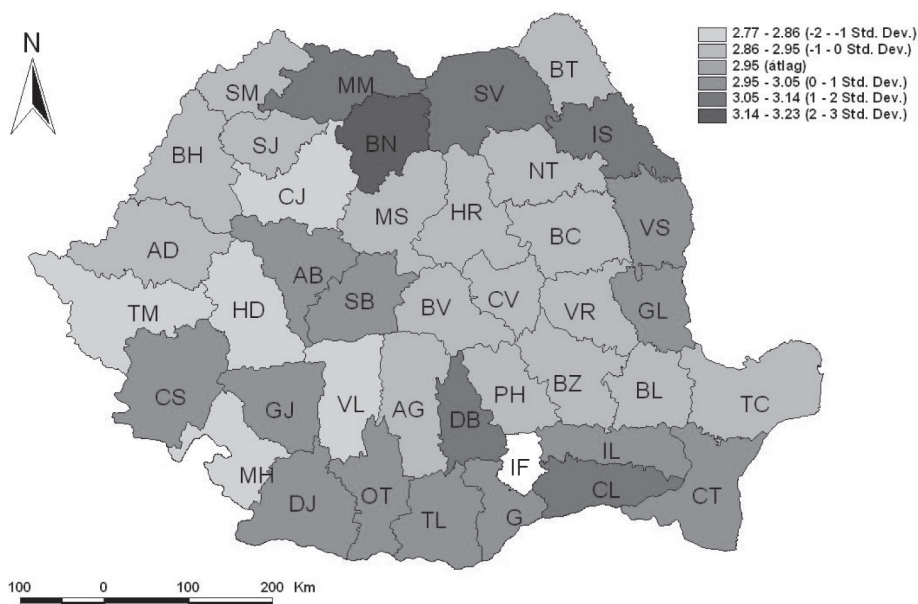 N
2.77 - 2.86 (-2 - -1 Std. Dev.)
2.86 - 2.95 (-1 - 0 Std. Dev.)
2.95 (átlag)
2.95 - 3.05 (0 - 1 Std. Dev.)
3.05 - 3.14 (1 - 2 Std. Dev.)
3.14 - 3.23 (2 - 3 Std. Dev.)
BT
SM
MM
SV
IS
BH
SJ
BN
NT
CJ
MS
HR
BC
VS
AD
AB
SB
BV
CV
VR
GL
TM
HD
CS
GJ
VL
AG
DB
PH
BZ
BL
TC
MH
IF
IL
DJ
OT
TL
G
CL
CT
100 0 100 200 Km